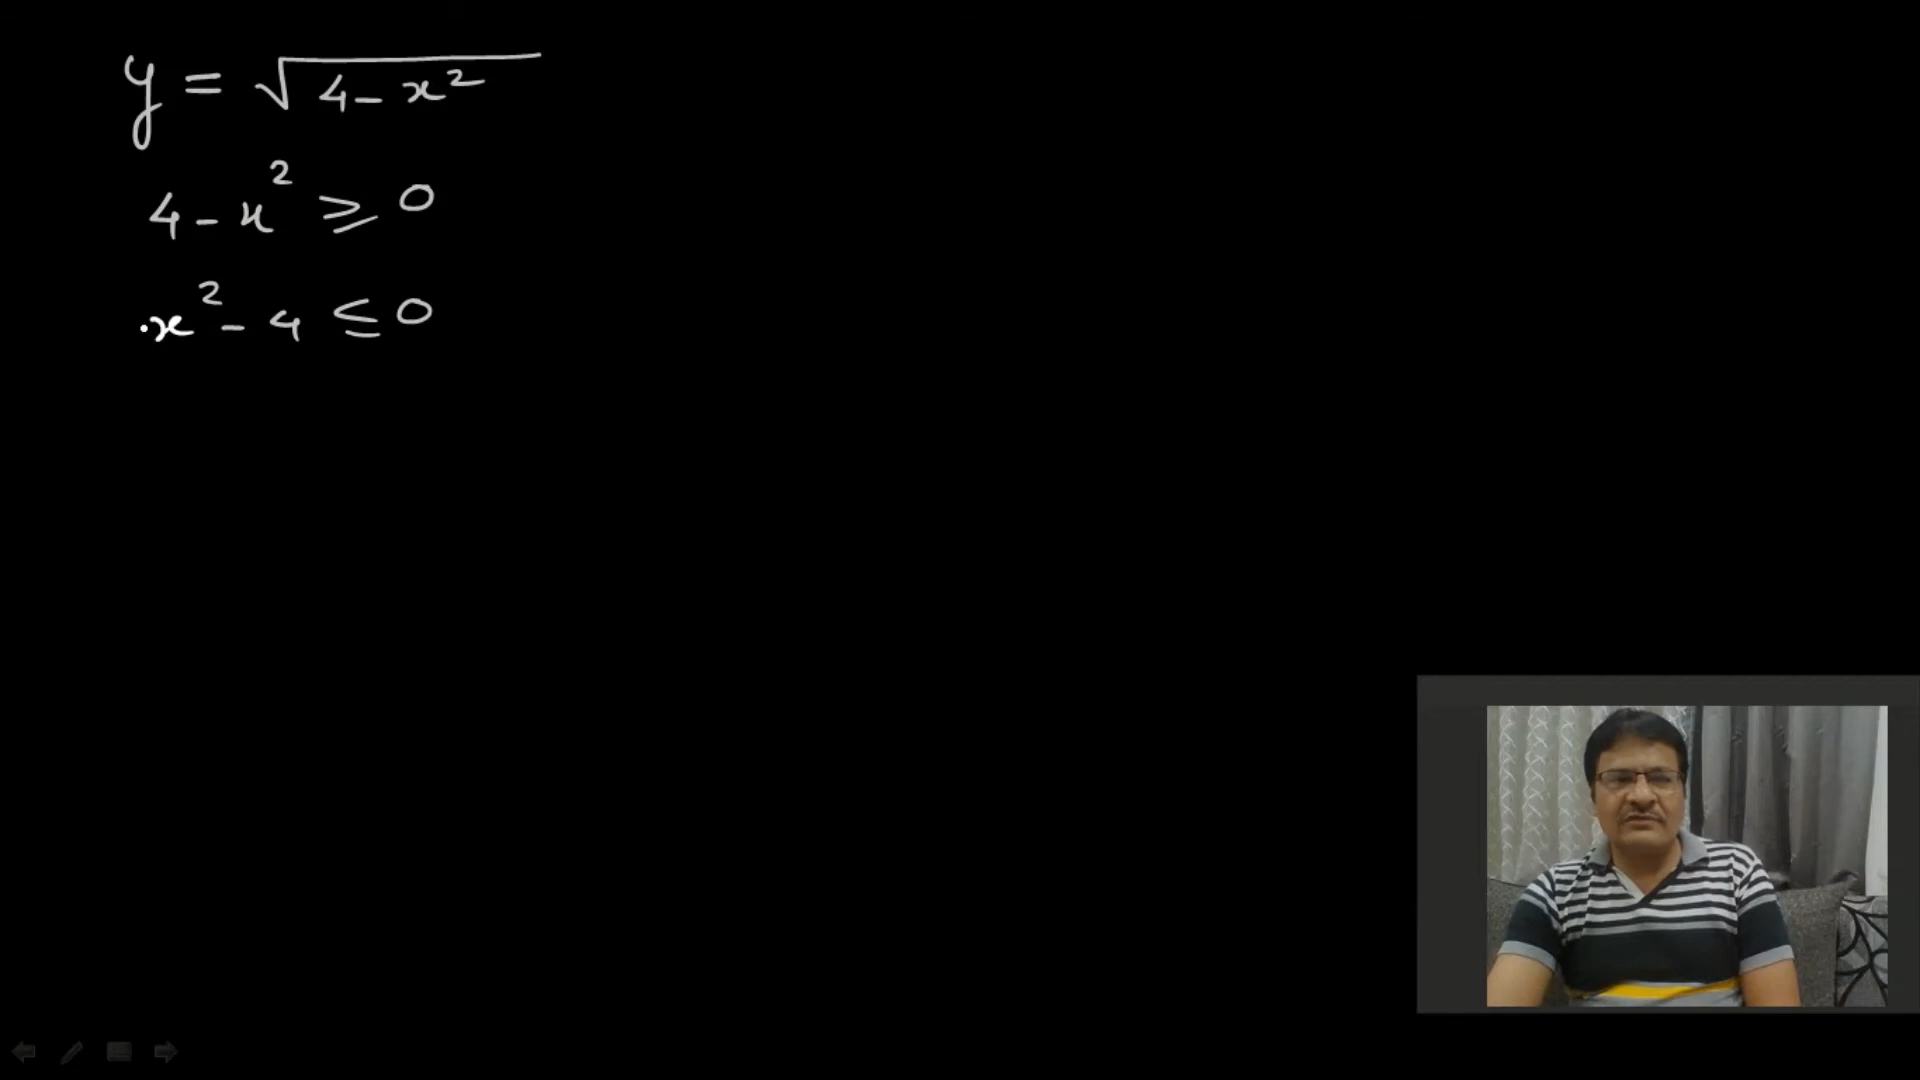 y = √(4 - x²)
4 - x² ≥ 0
x² - 4 ≤ 0